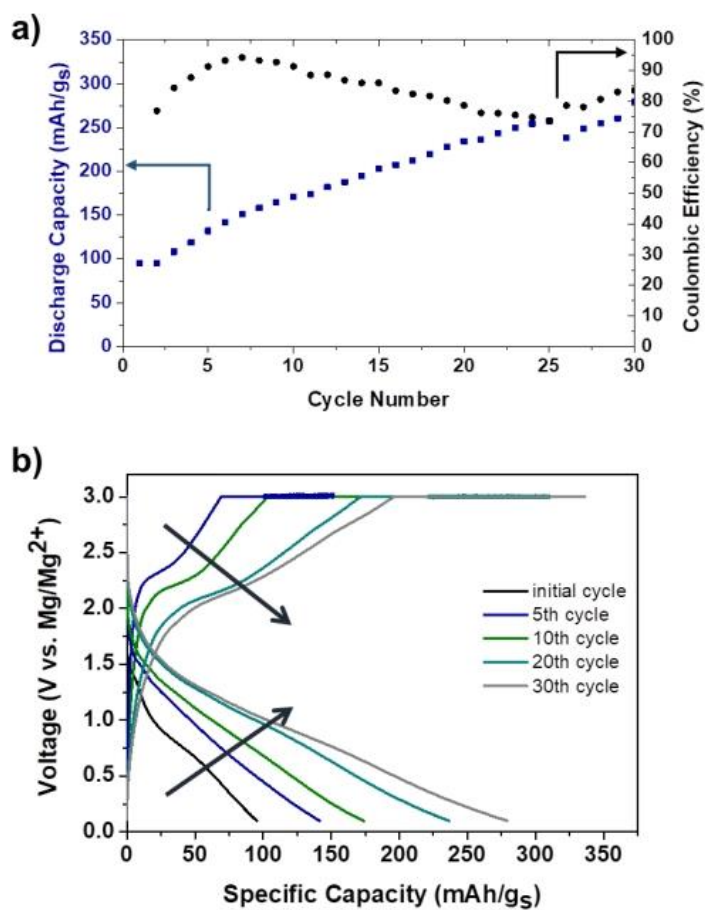 a)
350
300
250
200
150
100
50
0
Discharge Capacity (mAh/gs)
100
90
80
70
60
50
40
30
20
10
0
Coulombic Efficiency (%)
0 5 10 15 20 25 30
Cycle Number
b)
3.0
2.5
2.0
1.5
1.0
0.5
0.0
Voltage (V vs. Mg/Mg2+)
initial cycle
5th cycle
10th cycle
20th cycle
30th cycle
0 50 100 150 200 250 300 350
Specific Capacity (mAh/gs)